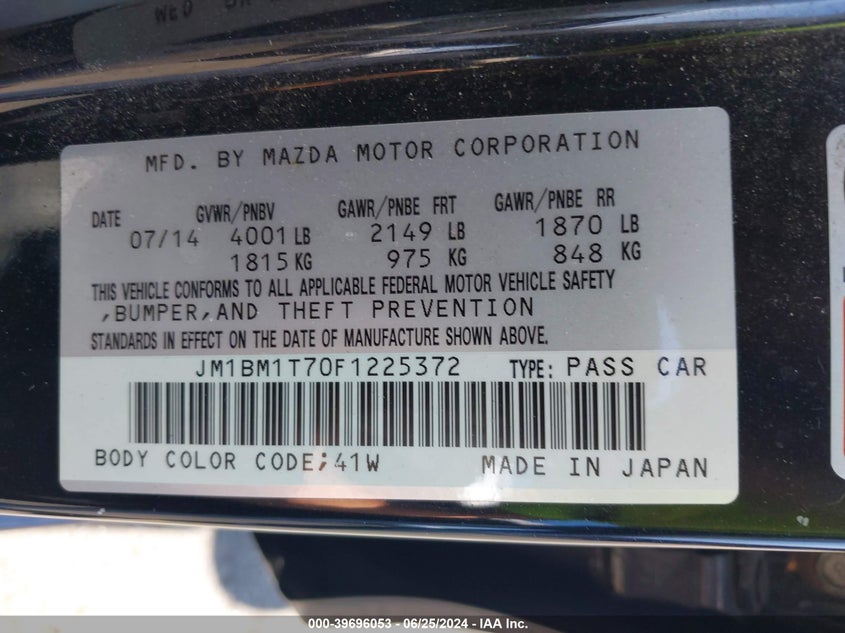 MFD. BY MAZDA MOTOR CORPORATION
DATE GVWR/PNBV GAWR/PNBE FRT GAWR/PNBE RR
07/14 4001 LB 2149 LB 1870 LB
1815 KG 975 KG 848 KG
THIS VEHICLE CONFORMS TO ALL APPLICABLE FEDERAL MOTOR VEHICLE SAFETY
,BUMPER,AND THEFT PREVENTION
STANDARDS IN EFFECT ON THE DATE OF MANUFACTURE SHOWN ABOVE.
JM1BM1T70F1225372 TYPE: PASS CAR
BODY COLOR CODE;41W MADE IN JAPAN
000-39696053 - 06/25/2024 - IAA Inc.